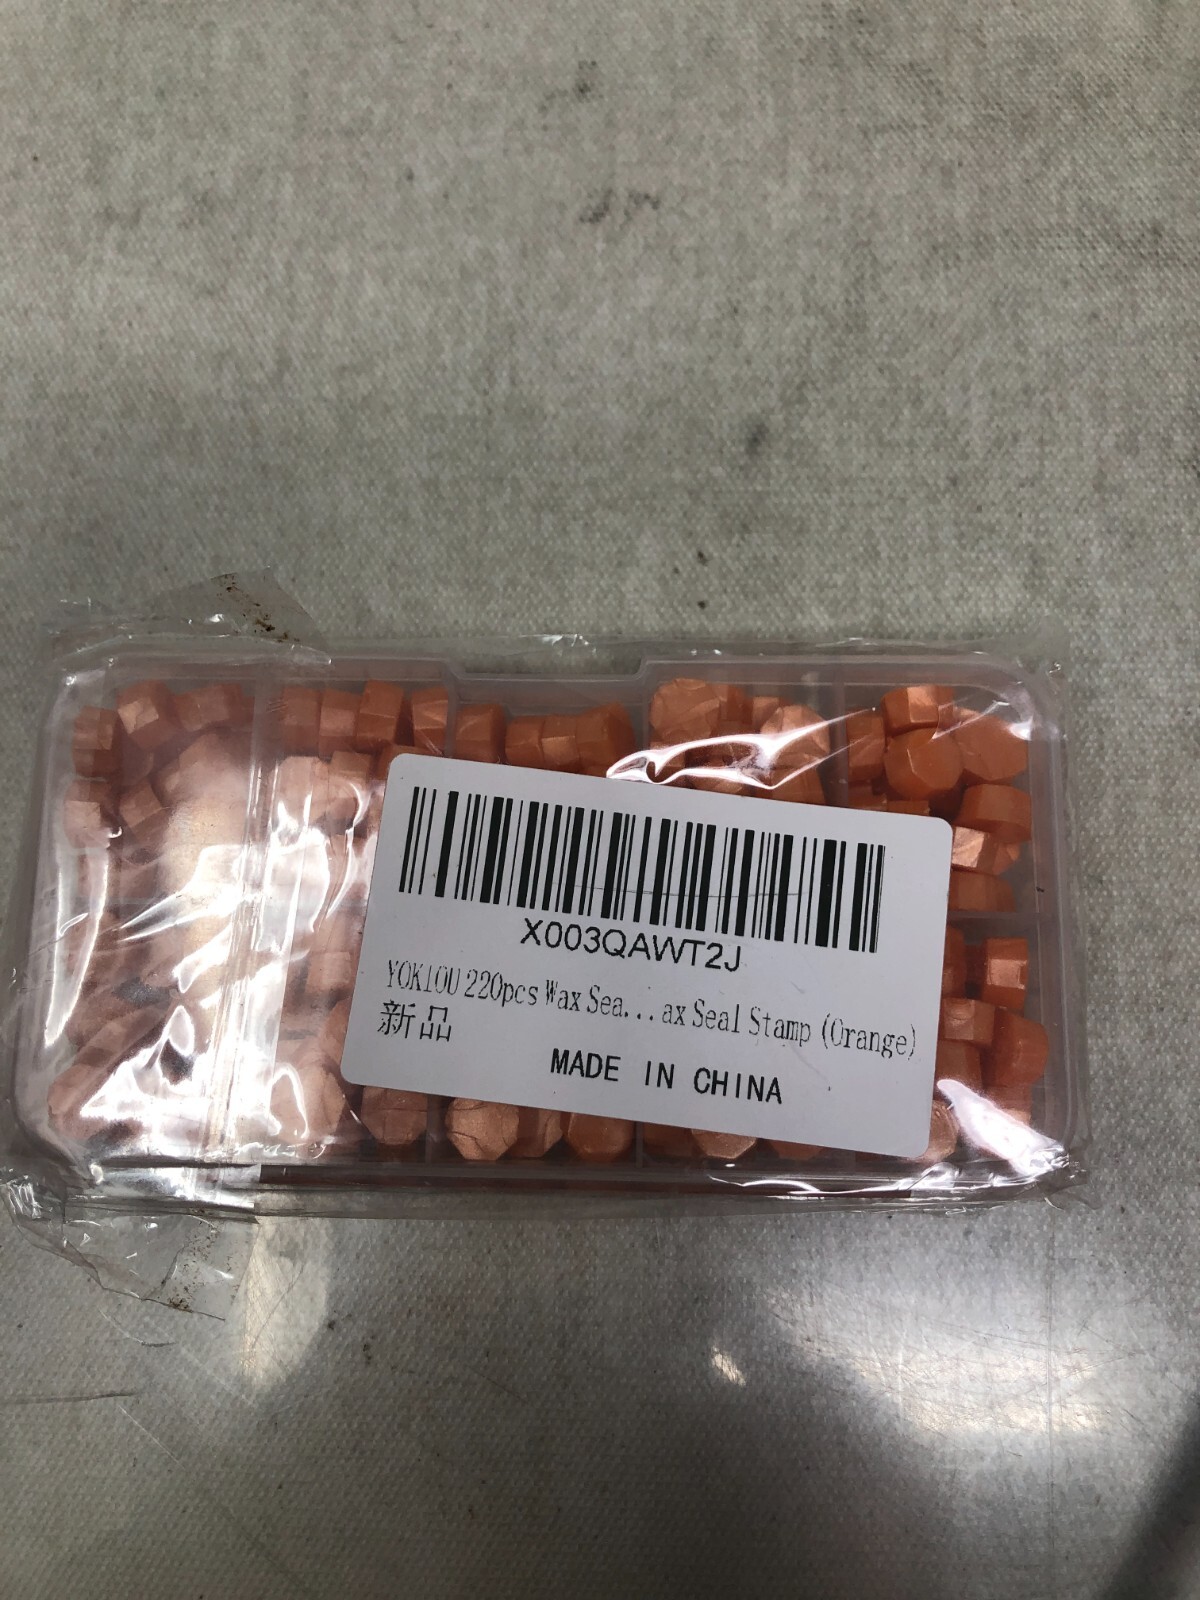 X003QAWT2J
YOKIOU 220pcs Wax Sea...ax Seal Stamp (Orange)
新品
MADE IN CHINA